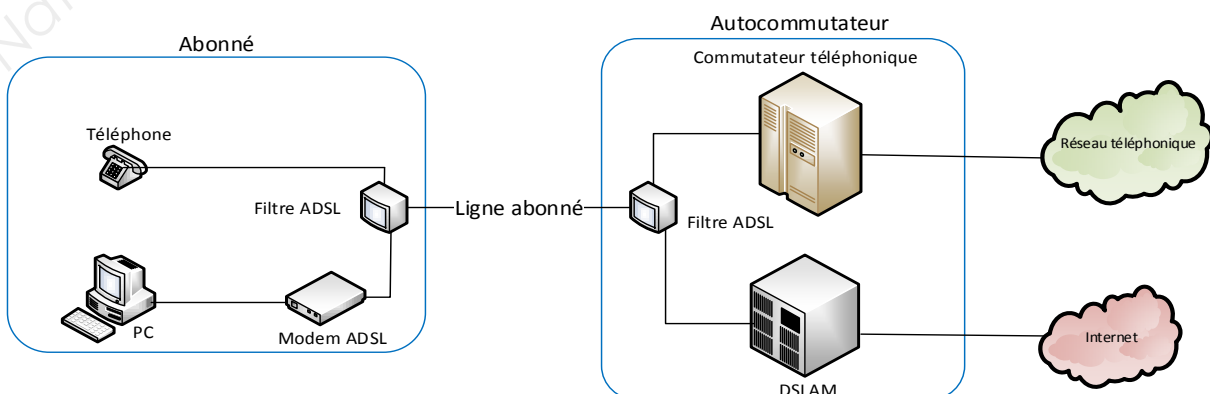 Autocommutateur
Abonné
Commutateur téléphonique
Téléphone
Réseau téléphonique
Filtre ADSL
Ligne abonné
Filtre ADSL
PC
Modem ADSL
Internet
DSLAM